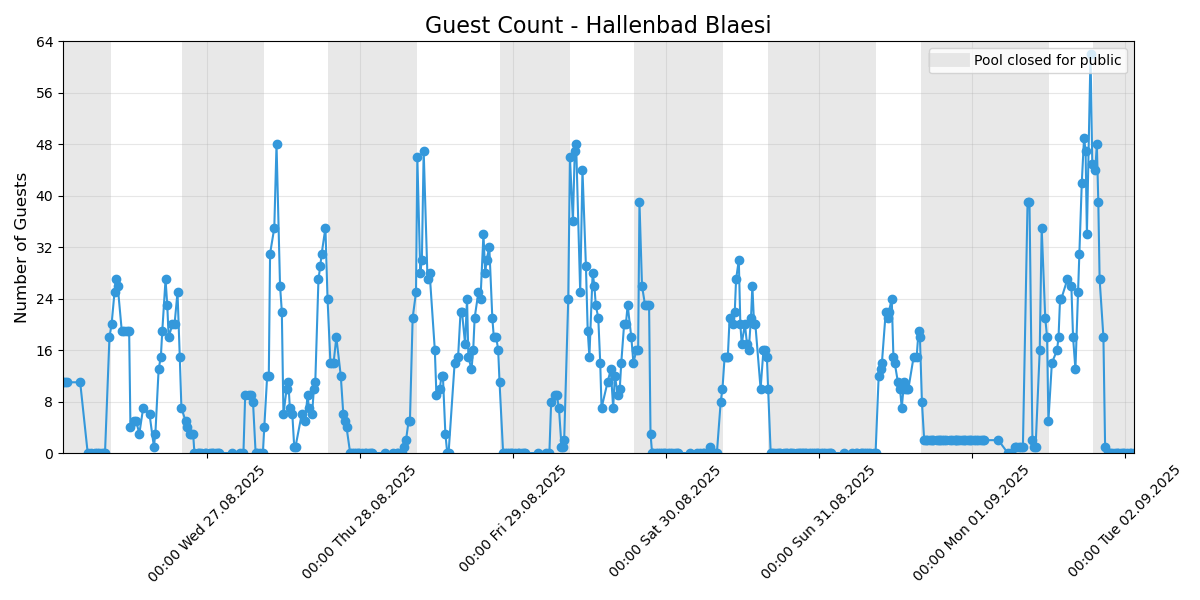 Guest Count - Hallenbad Blaesi
Number of Guests
64
56
48
40
32
24
16
8
0
Pool closed for public
00:00 Wed 27.08.2025
00:00 Thu 28.08.2025
00:00 Fri 29.08.2025
00:00 Sat 30.08.2025
00:00 Sun 31.08.2025
00:00 Mon 01.09.2025
00:00 Tue 02.09.2025